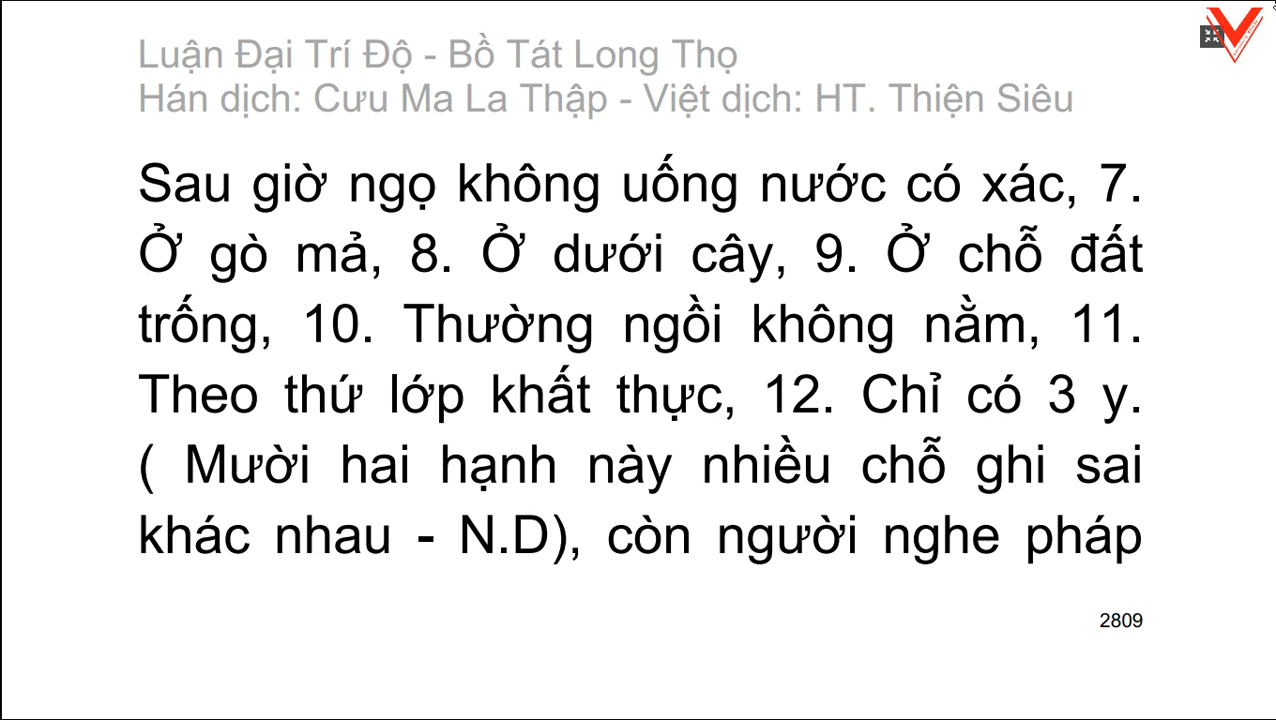 Luận Đại Trí Độ - Bồ Tát Long Thọ
Hán dịch: Cưu Ma La Thập - Việt dịch: HT. Thiện Siêu
Sau giờ ngọ không uống nước có xác, 7.
Ở gò mả, 8. Ở dưới cây, 9. Ở chỗ đất
trống, 10. Thường ngồi không nằm, 11.
Theo thứ lớp khất thực, 12. Chỉ có 3 y.
( Mười hai hạnh này nhiều chỗ ghi sai
khác nhau - N.D), còn người nghe pháp
2809